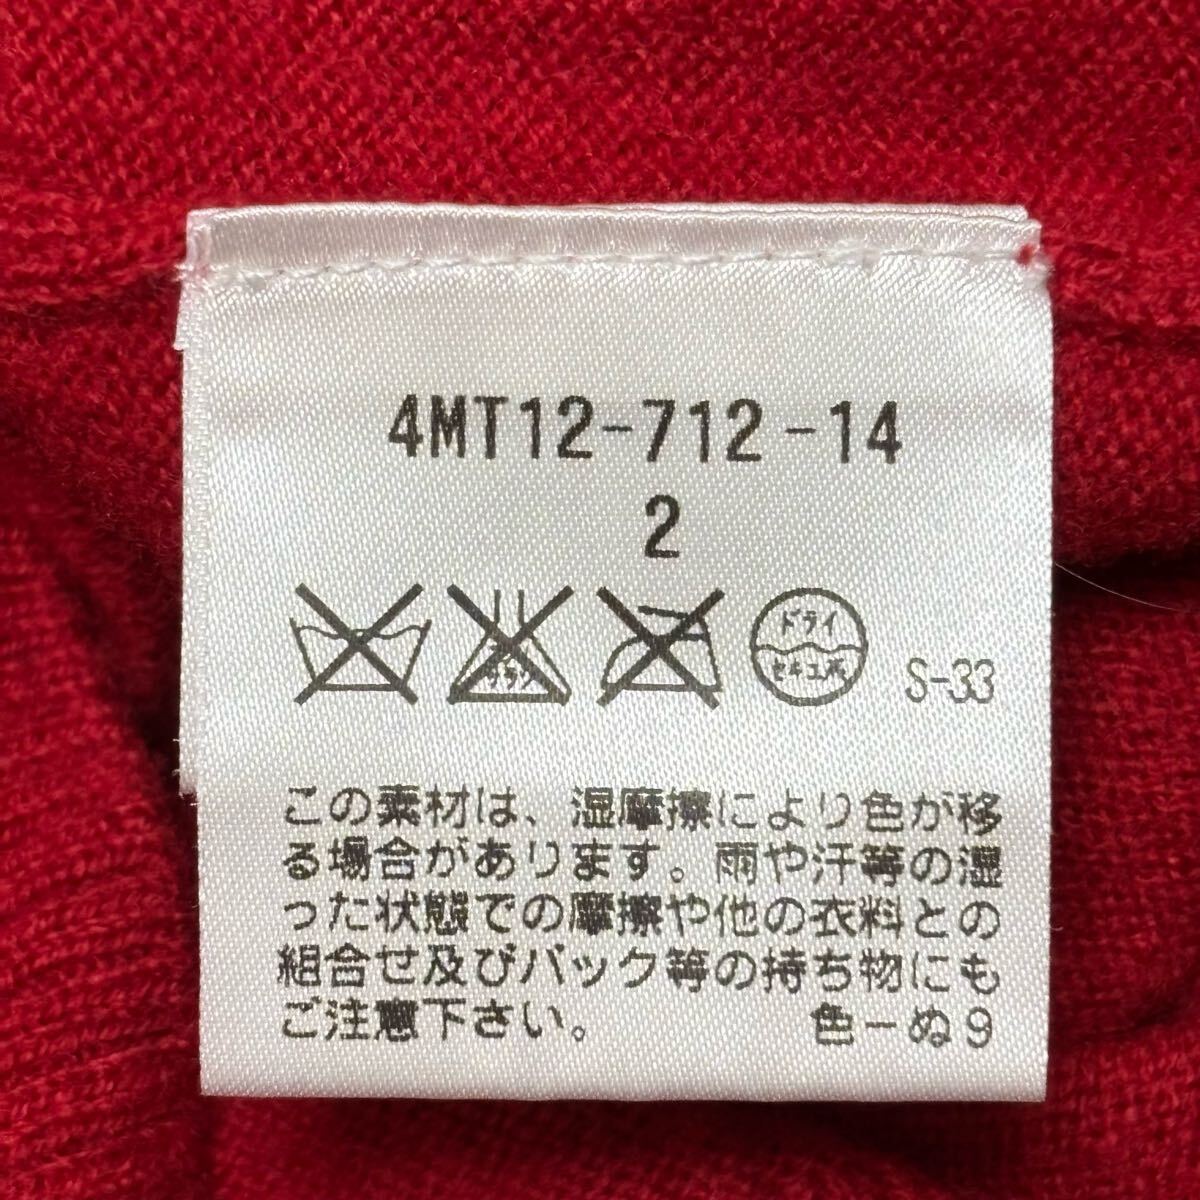 4MT12-712-14
2
ドライ
セキユ系
S-33
この素材は、湿摩擦により色が移
る場合があります。雨や汗等の湿
った状態での摩擦や他の衣料との
組合せ及びバック等の持ち物にも
ご注意下さい。 色－ぬ9